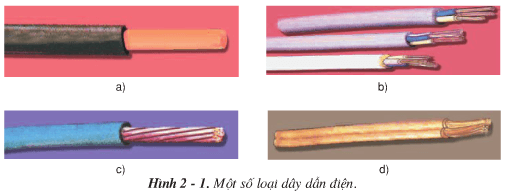 a)
b)
c)
d)
Hình 2 - 1. Một số loại dây dẫn điện.